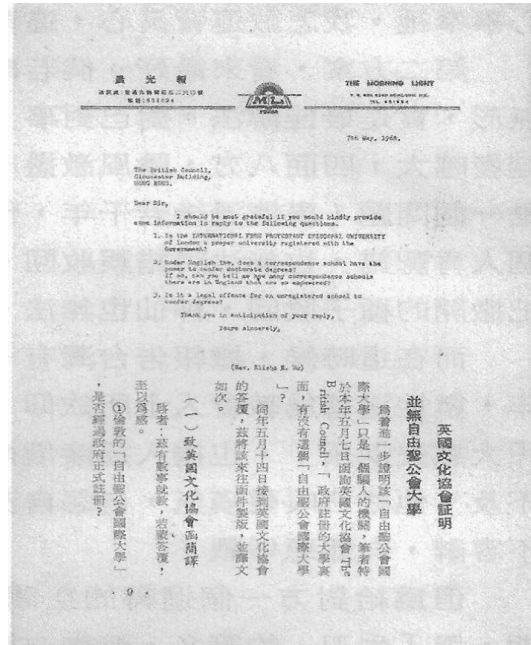 晨光報
THE MORNING LIGHT
ML
7th May, 1968.
The British Council,
Gloucester Building,
HONG KONG.
Dear Sir,
I should be most grateful if you would kindly provide
some information in reply to the following questions.
1. Is the INTERNATIONAL FREE PROTESTANT EPISCOPAL UNIVERSITY
of London a proper university registered with the
Government?
2. Under English law, does a correspondence school have the
power to confer doctorate degrees?
If so, can you tell me how many correspondence schools
there are in England that are so empowered?
3. Is it a legal offence for an unregistered school to
confer degrees?
Thank you in anticipation of your reply,
Yours sincerely,
英國文化協會証明
並無自由聖公會大學
爲着進一步證明該「自由聖公會國
際大學」只是一個騙人的機關,筆者特
於本年五月七日函詢英國文化協會 The
British Council,「政府註冊的大學裏
面,有沒有這個「自由聖公會國際大學
」?
同年五月十四日接到英國文化協會
的答覆,茲將該來往函件製版,並譯文
如次。
(一)致英國文化協會函簡譯
啓者:茲有數事就教,若蒙答覆,
至以爲感。
①倫敦的「自由聖公會國際大學」
,是否經過政府正式註冊?
· 9 ·